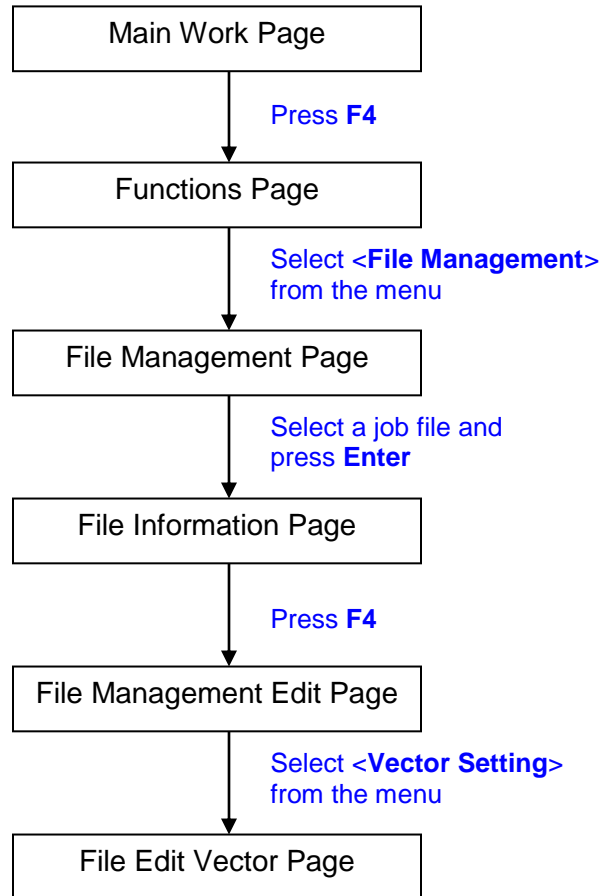 Main Work Page
Press F4
Functions Page
Select <File Management>
from the menu
File Management Page
Select a job file and
press Enter
File Information Page
Press F4
File Management Edit Page
Select <Vector Setting>
from the menu
File Edit Vector Page